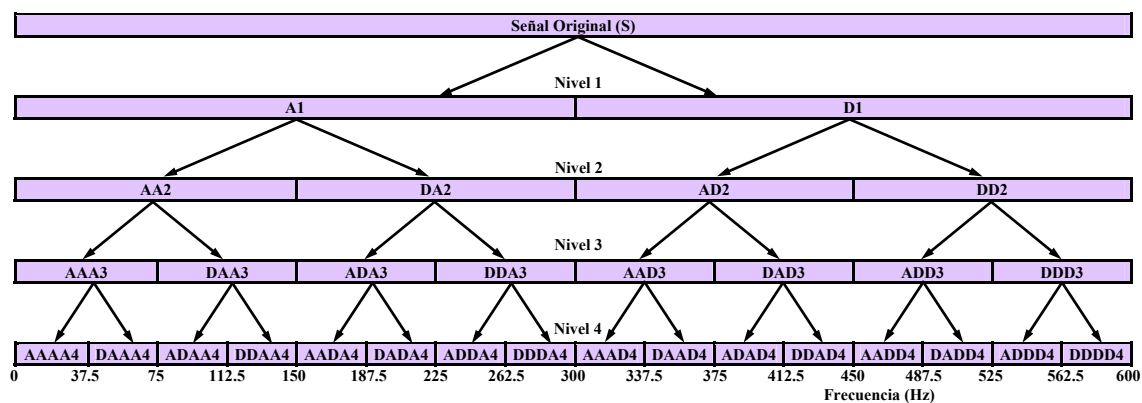 Señal Original (S)
Nivel 1
A1 D1
Nivel 2
AA2 DA2 AD2 DD2
Nivel 3
AAA3 DAA3 ADA3 DDA3 AAD3 DAD3 ADD3 DDD3
Nivel 4
AAAA4 DAAA4 ADAA4 DDAA4 AADA4 DADA4 ADDA4 DDDA4 AAAD4 DAAD4 ADAD4 DDAD4 AADD4 DADD4 ADDD4 DDDD4
0 37.5 75 112.5 150 187.5 225 262.5 300 337.5 375 412.5 450 487.5 525 562.5 600
Frecuencia (Hz)